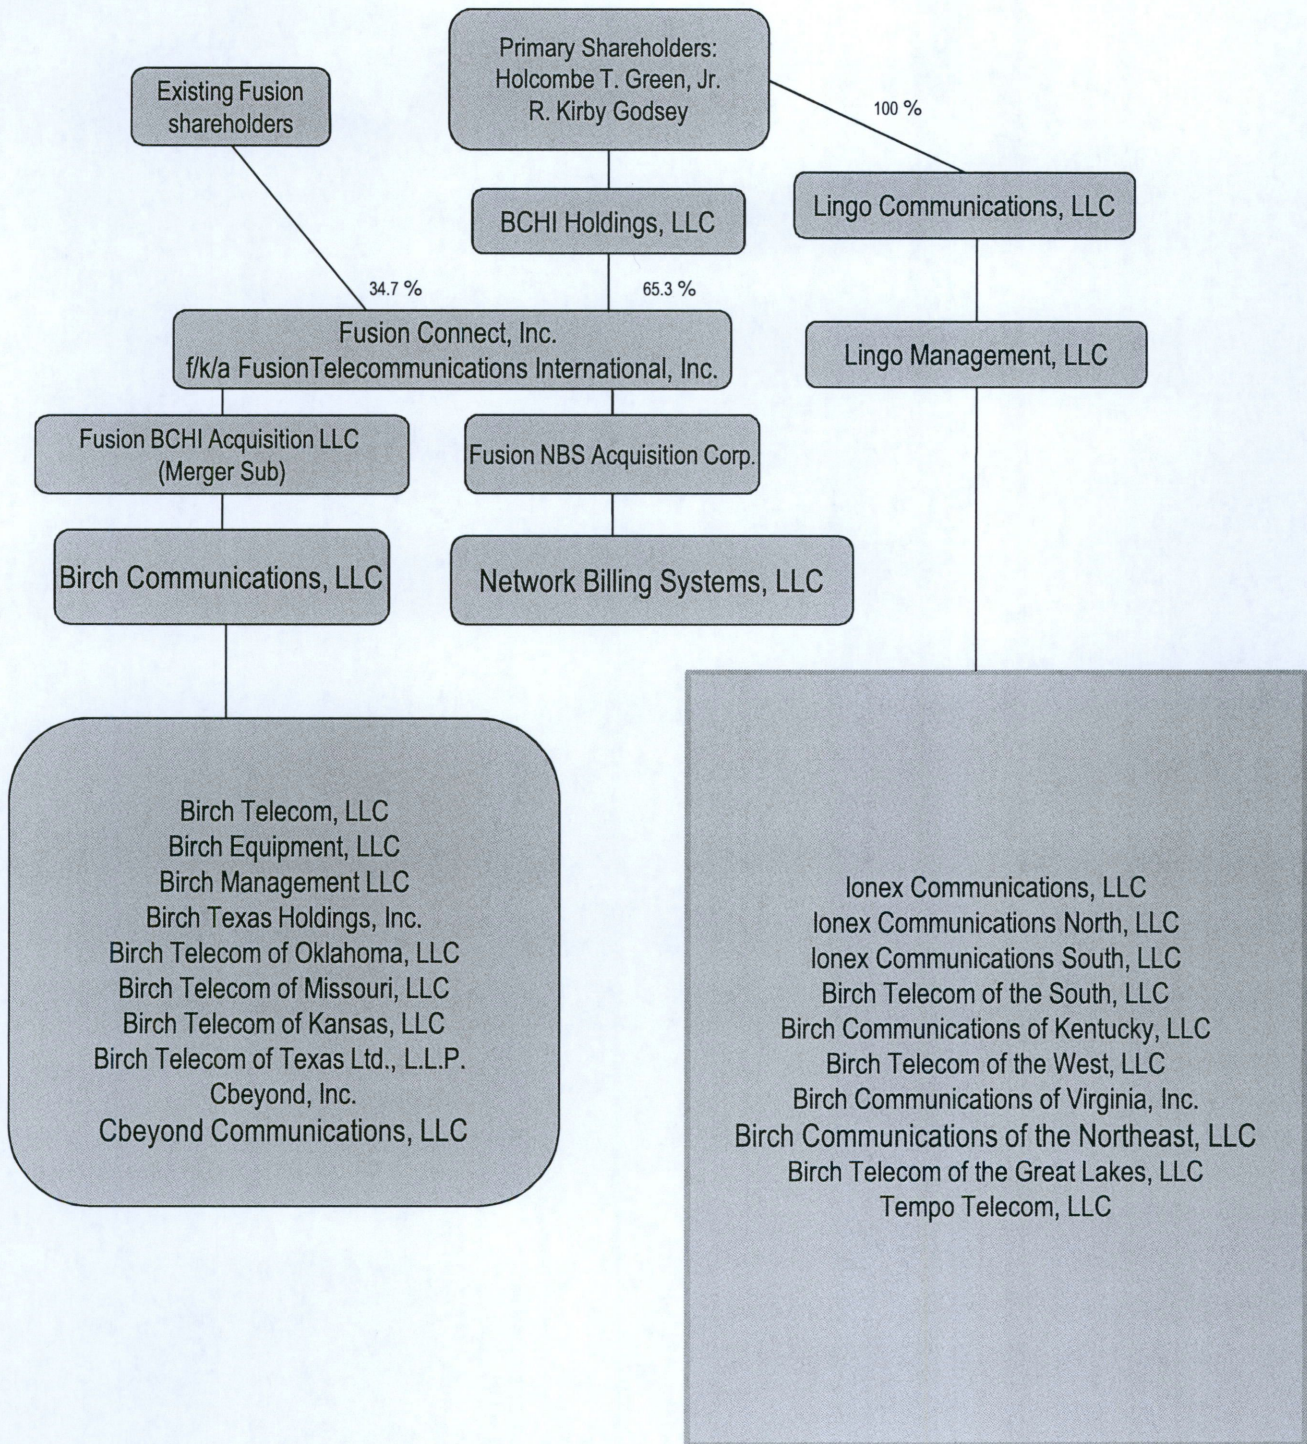 Primary Shareholders:
Holcombe T. Green, Jr.
R. Kirby Godsey
Existing Fusion
shareholders
100 %
BCHI Holdings, LLC
Lingo Communications, LLC
34.7 %
65.3 %
Fusion Connect, Inc.
f/k/a FusionTelecommunications International, Inc.
Lingo Management, LLC
Fusion BCHI Acquisition LLC
(Merger Sub)
Fusion NBS Acquisition Corp.
Birch Communications, LLC
Network Billing Systems, LLC
Birch Telecom, LLC
Birch Equipment, LLC
Birch Management LLC
Birch Texas Holdings, Inc.
Birch Telecom of Oklahoma, LLC
Birch Telecom of Missouri, LLC
Birch Telecom of Kansas, LLC
Birch Telecom of Texas Ltd., L.L.P.
Cbeyond, Inc.
Cbeyond Communications, LLC
Ionex Communications, LLC
Ionex Communications North, LLC
Ionex Communications South, LLC
Birch Telecom of the South, LLC
Birch Communications of Kentucky, LLC
Birch Telecom of the West, LLC
Birch Communications of Virginia, Inc.
Birch Communications of the Northeast, LLC
Birch Telecom of the Great Lakes, LLC
Tempo Telecom, LLC